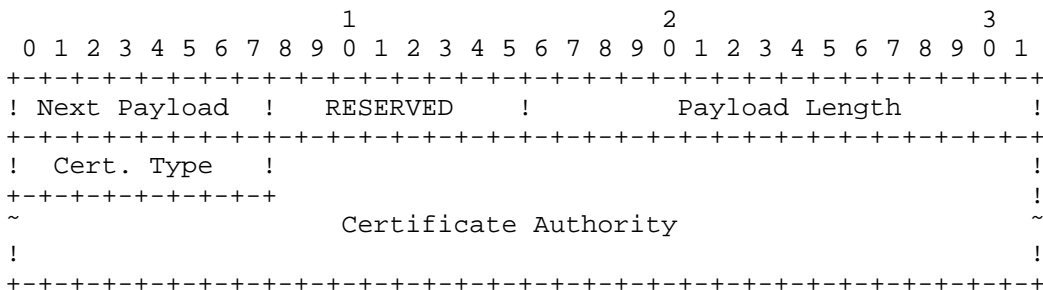 1                   2                   3
 0 1 2 3 4 5 6 7 8 9 0 1 2 3 4 5 6 7 8 9 0 1 2 3 4 5 6 7 8 9 0 1
+-+-+-+-+-+-+-+-+-+-+-+-+-+-+-+-+-+-+-+-+-+-+-+-+-+-+-+-+-+-+-+-+
! Next Payload  !   RESERVED    !         Payload Length        !
+-+-+-+-+-+-+-+-+-+-+-+-+-+-+-+-+-+-+-+-+-+-+-+-+-+-+-+-+-+-+-+-+
!  Cert. Type   !                                               !
+-+-+-+-+-+-+-+-+                                               !
~                    Certificate Authority                      ~
!                                                               !
+-+-+-+-+-+-+-+-+-+-+-+-+-+-+-+-+-+-+-+-+-+-+-+-+-+-+-+-+-+-+-+-+